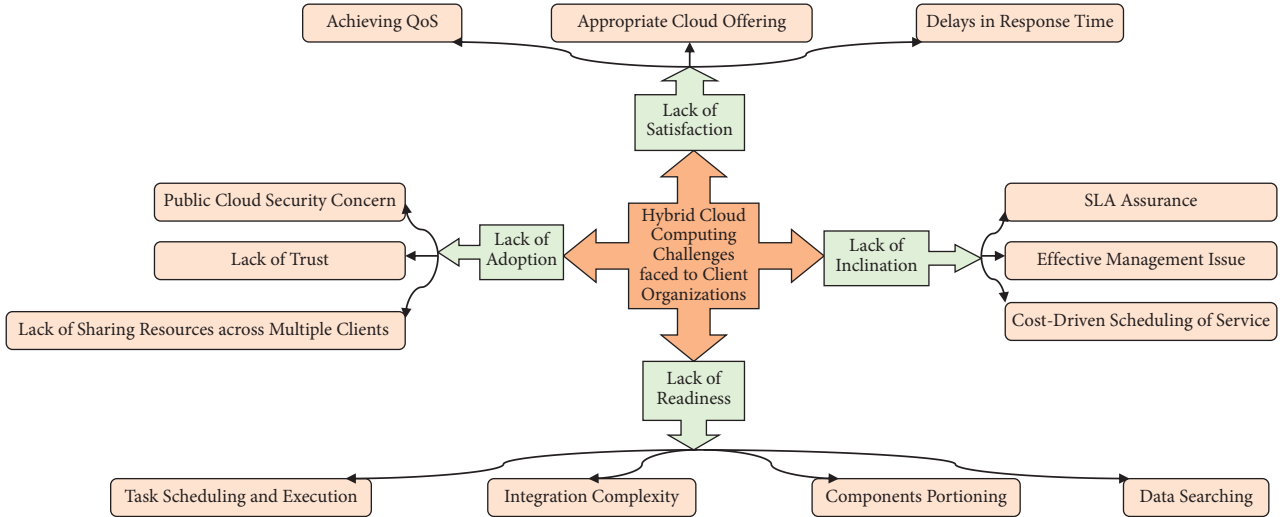 Achieving QoS
Appropriate Cloud Offering
Delays in Response Time
Lack of
Satisfaction
Public Cloud Security Concern
Lack of Trust
Lack of Sharing Resources across Multiple Clients
Lack of
Adoption
Hybrid Cloud
Computing
Challenges
faced to Client
Organizations
Lack of
Inclination
SLA Assurance
Effective Management Issue
Cost-Driven Scheduling of Service
Lack of
Readiness
Task Scheduling and Execution
Integration Complexity
Components Portioning
Data Searching